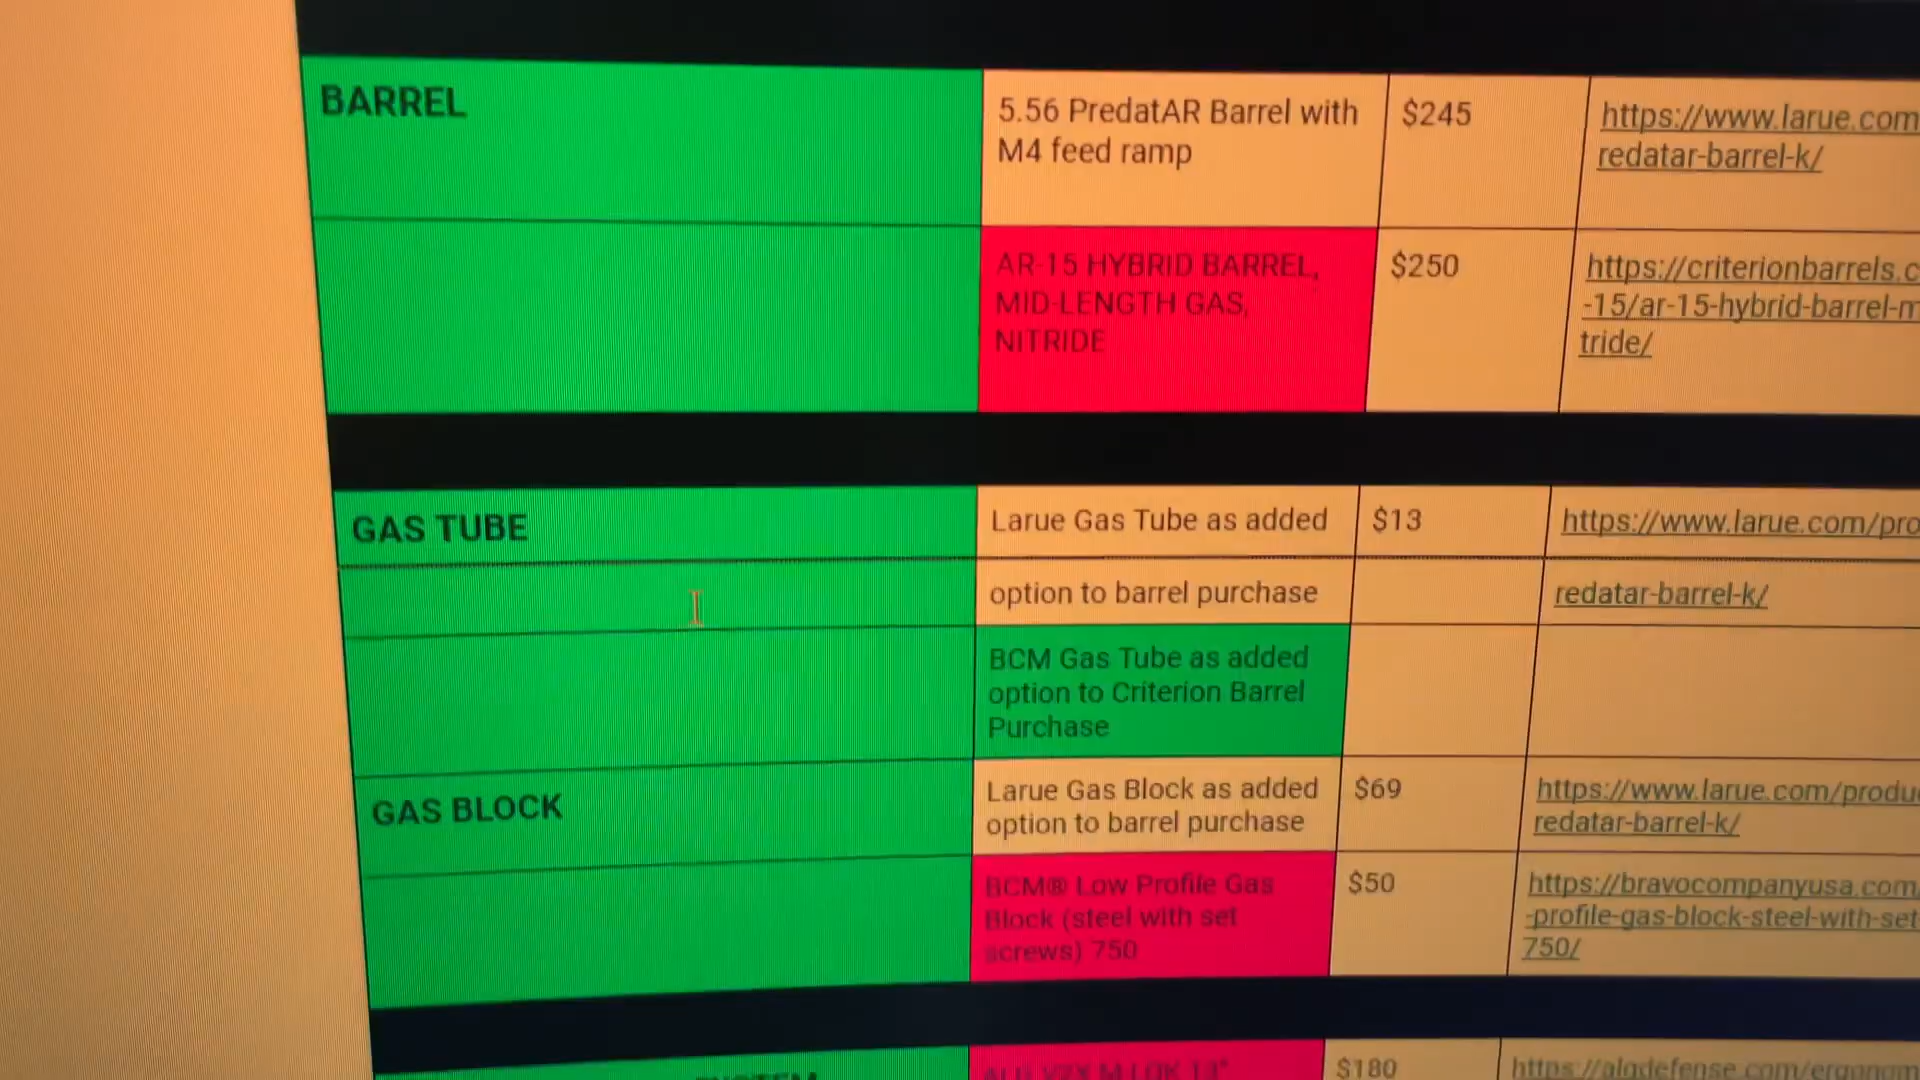 BARREL
5.56 PredatAR Barrel with
M4 feed ramp
$245
https://www.larue.com
redatar-barrel-k/
AR-15 HYBRID BARREL,
MID-LENGTH GAS,
NITRIDE
$250
https://criterionbarrels.c
-15/ar-15-hybrid-barrel-m
tride/
GAS TUBE
Larue Gas Tube as added
option to barrel purchase
$13
https://www.larue.com/pro
redatar-barrel-k/
BCM Gas Tube as added
option to Criterion Barrel
Purchase
GAS BLOCK
Larue Gas Block as added
option to barrel purchase
$69
https://www.larue.com/produ
redatar-barrel-k/
BCM® Low Profile Gas
Block (steel with set
screws) 750
$50
https://bravocompanyusa.com/
-profile-gas-block-steel-with-set
750/
$180
https://algdefense.com/ergonom